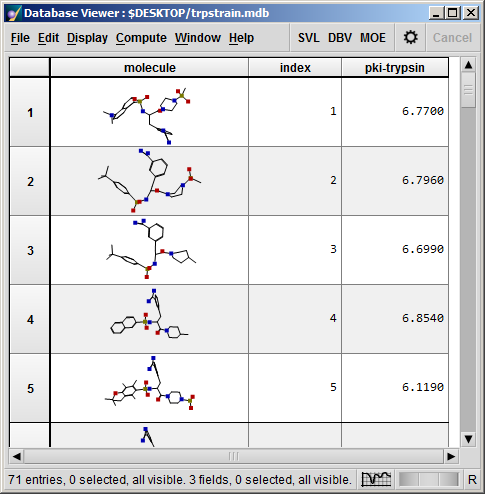 Database Viewer : $DESKTOP/trpstrain.mdb
File Edit Display Compute Window Help SVL DBV MOE Cancel
molecule index pki-trypsin
1 1 6.7700
2 2 6.7960
3 3 6.6990
4 4 6.8540
5 5 6.1190
71 entries, 0 selected, all visible. 3 fields, 0 selected, all visible. R